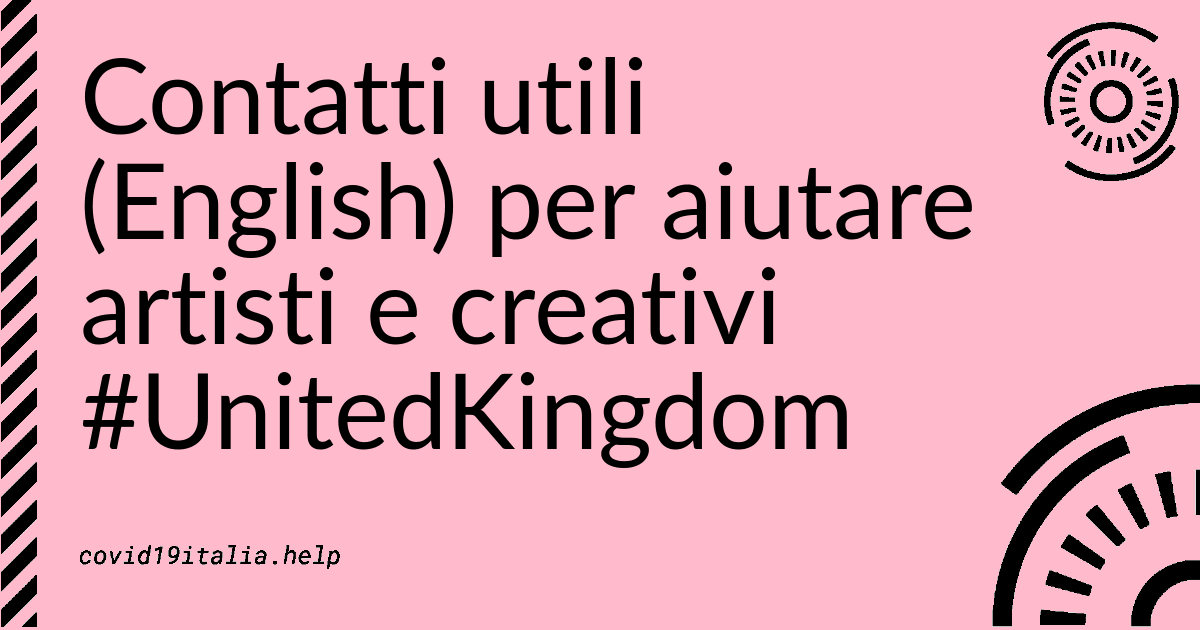 Contatti utili
(English) per aiutare
artisti e creativi
#UnitedKingdom
covid19italia.help